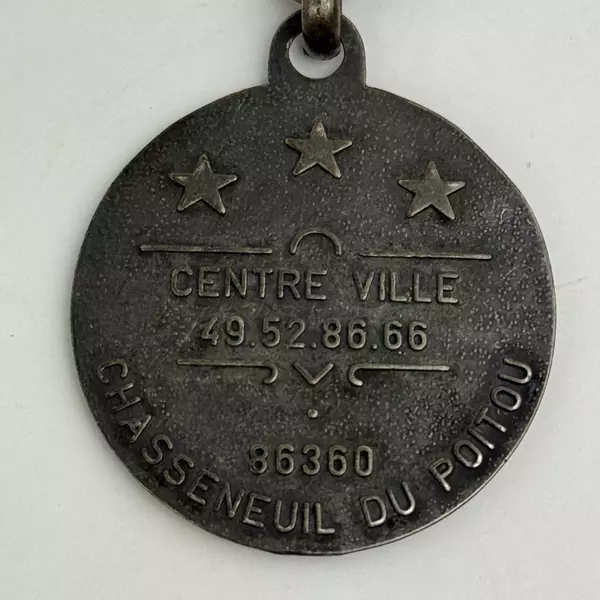 CENTRE VILLE
49.52.86.66
86360
CHASSENEUIL DU POITOU